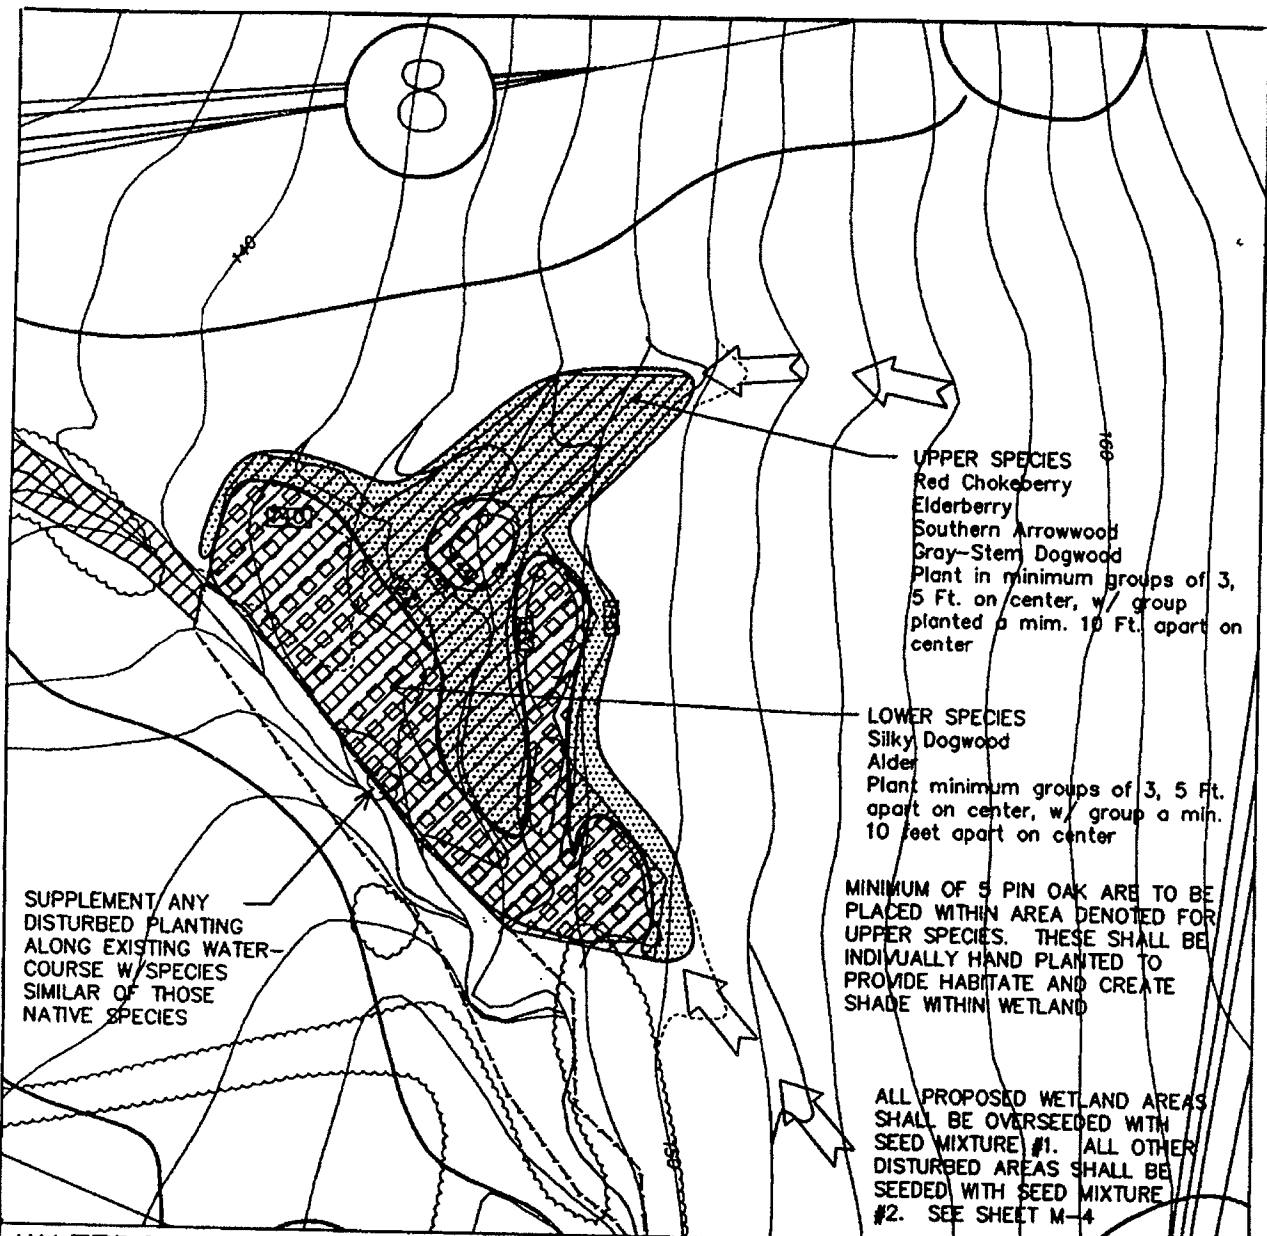 8
140
160
UPPER SPECIES
Red Chokeberry
Elderberry
Southern Arrowwood
Gray-Stem Dogwood
Plant in minimum groups of 3,
5 Ft. on center, w/ group
planted a mim. 10 Ft. apart on
center
LOWER SPECIES
Silky Dogwood
Alder
Plant minimum groups of 3, 5 Ft.
apart on center, w/ group a min.
10 feet apart on center
SUPPLEMENT ANY
DISTURBED PLANTING
ALONG EXISTING WATER-
COURSE W/SPECIES
SIMILAR OF THOSE
NATIVE SPECIES
MINIMUM OF 5 PIN OAK ARE TO BE
PLACED WITHIN AREA DENOTED FOR
UPPER SPECIES. THESE SHALL BE
INDIVUALLY HAND PLANTED TO
PROVIDE HABITATE AND CREATE
SHADE WITHIN WETLAND
150
ALL PROPOSED WETLAND AREAS
SHALL BE OVERSEEDED WITH
SEED MIXTURE #1. ALL OTHER
DISTURBED AREAS SHALL BE
SEEDED WITH SEED MIXTURE
#2. SEE SHEET M-4